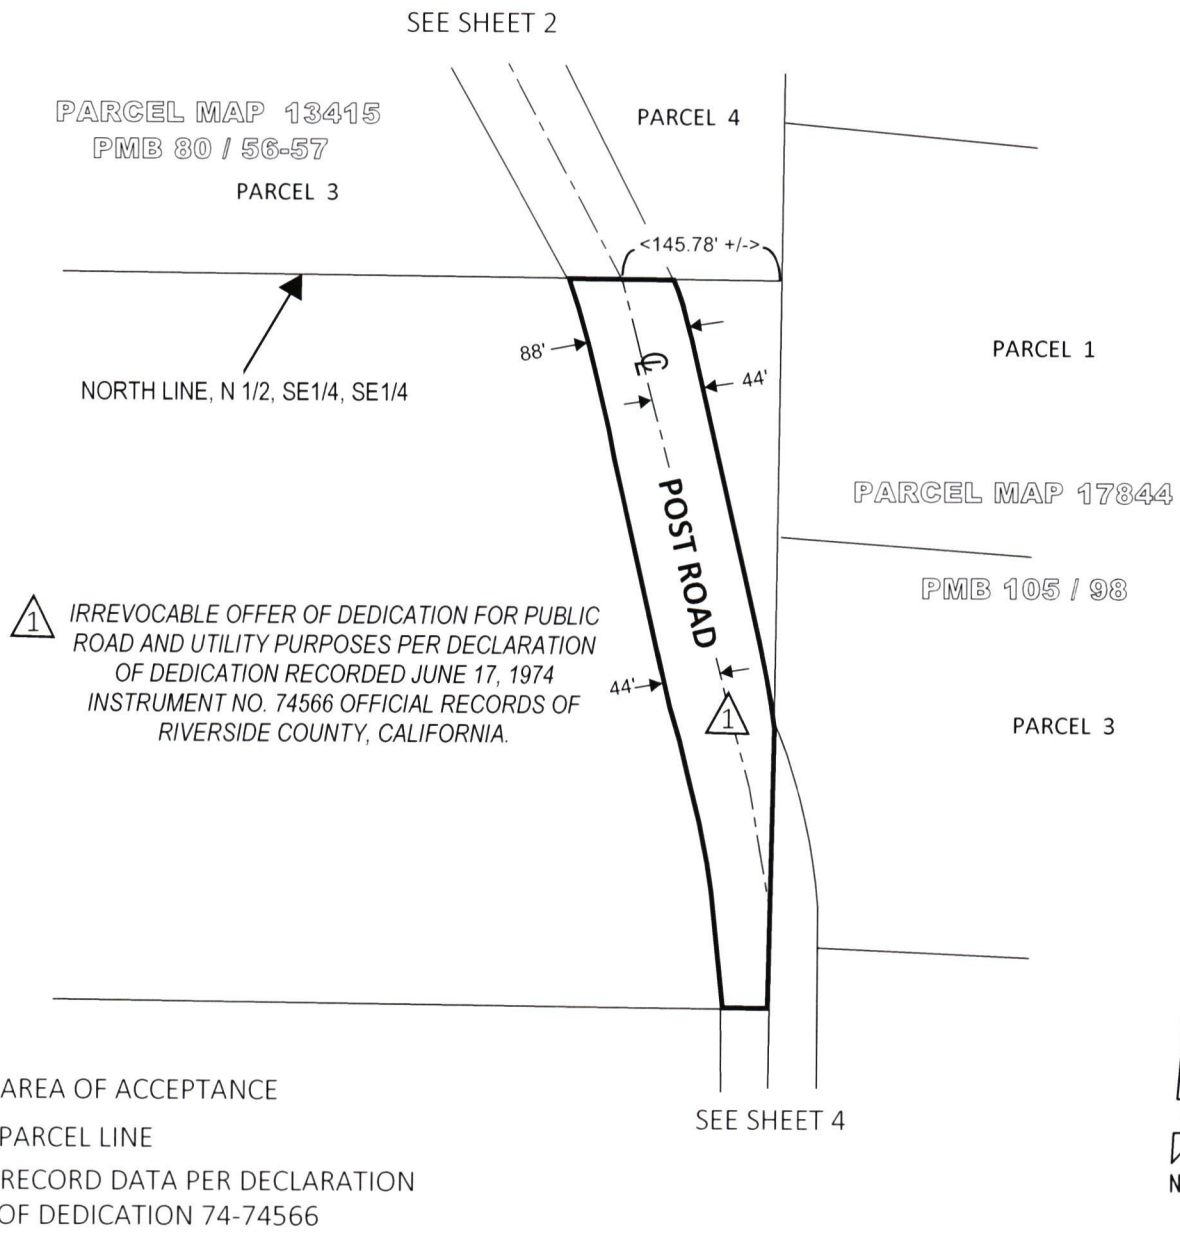 SEE SHEET 2
PARCEL MAP 13415
PMB 80 / 56-57
PARCEL 3
PARCEL 4
<145.78' +/->
88'
NORTH LINE, N 1/2, SE1/4, SE1/4
44'
PARCEL 1
POST ROAD
PARCEL MAP 17844
PMB 105 / 98
1
IRREVOCABLE OFFER OF DEDICATION FOR PUBLIC
ROAD AND UTILITY PURPOSES PER DECLARATION
OF DEDICATION RECORDED JUNE 17, 1974
INSTRUMENT NO. 74566 OFFICIAL RECORDS OF
RIVERSIDE COUNTY, CALIFORNIA.
44'
1
PARCEL 3
AREA OF ACCEPTANCE
PARCEL LINE
RECORD DATA PER DECLARATION
OF DEDICATION 74-74566
SEE SHEET 4